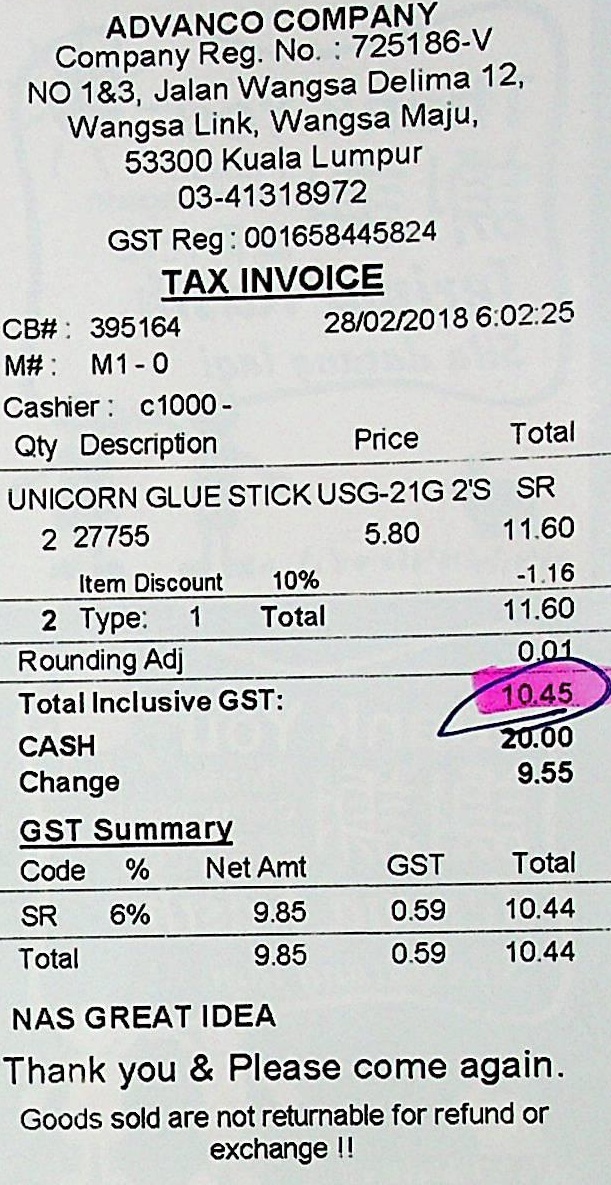 ADVANCO COMPANY
Company Reg. No. : 725186-V
NO 1&3, Jalan Wangsa Delima 12,
Wangsa Link, Wangsa Maju,
53300 Kuala Lumpur
03-41318972
GST Reg : 001658445824
TAX INVOICE
CB# : 395164 28/02/2018 6:02:25
M# : M1 - 0
Cashier : c1000 -
Qty Description Price Total
UNICORN GLUE STICK USG-21G 2'S SR
2 27755 5.80 11.60
Item Discount 10% -1.16
2 Type: 1 Total 11.60
Rounding Adj 0.01
Total Inclusive GST: 10.45
CASH 20.00
Change 9.55
GST Summary
Code % Net Amt GST Total
SR 6% 9.85 0.59 10.44
Total 9.85 0.59 10.44
NAS GREAT IDEA
Thank you & Please come again.
Goods sold are not returnable for refund or
exchange !!